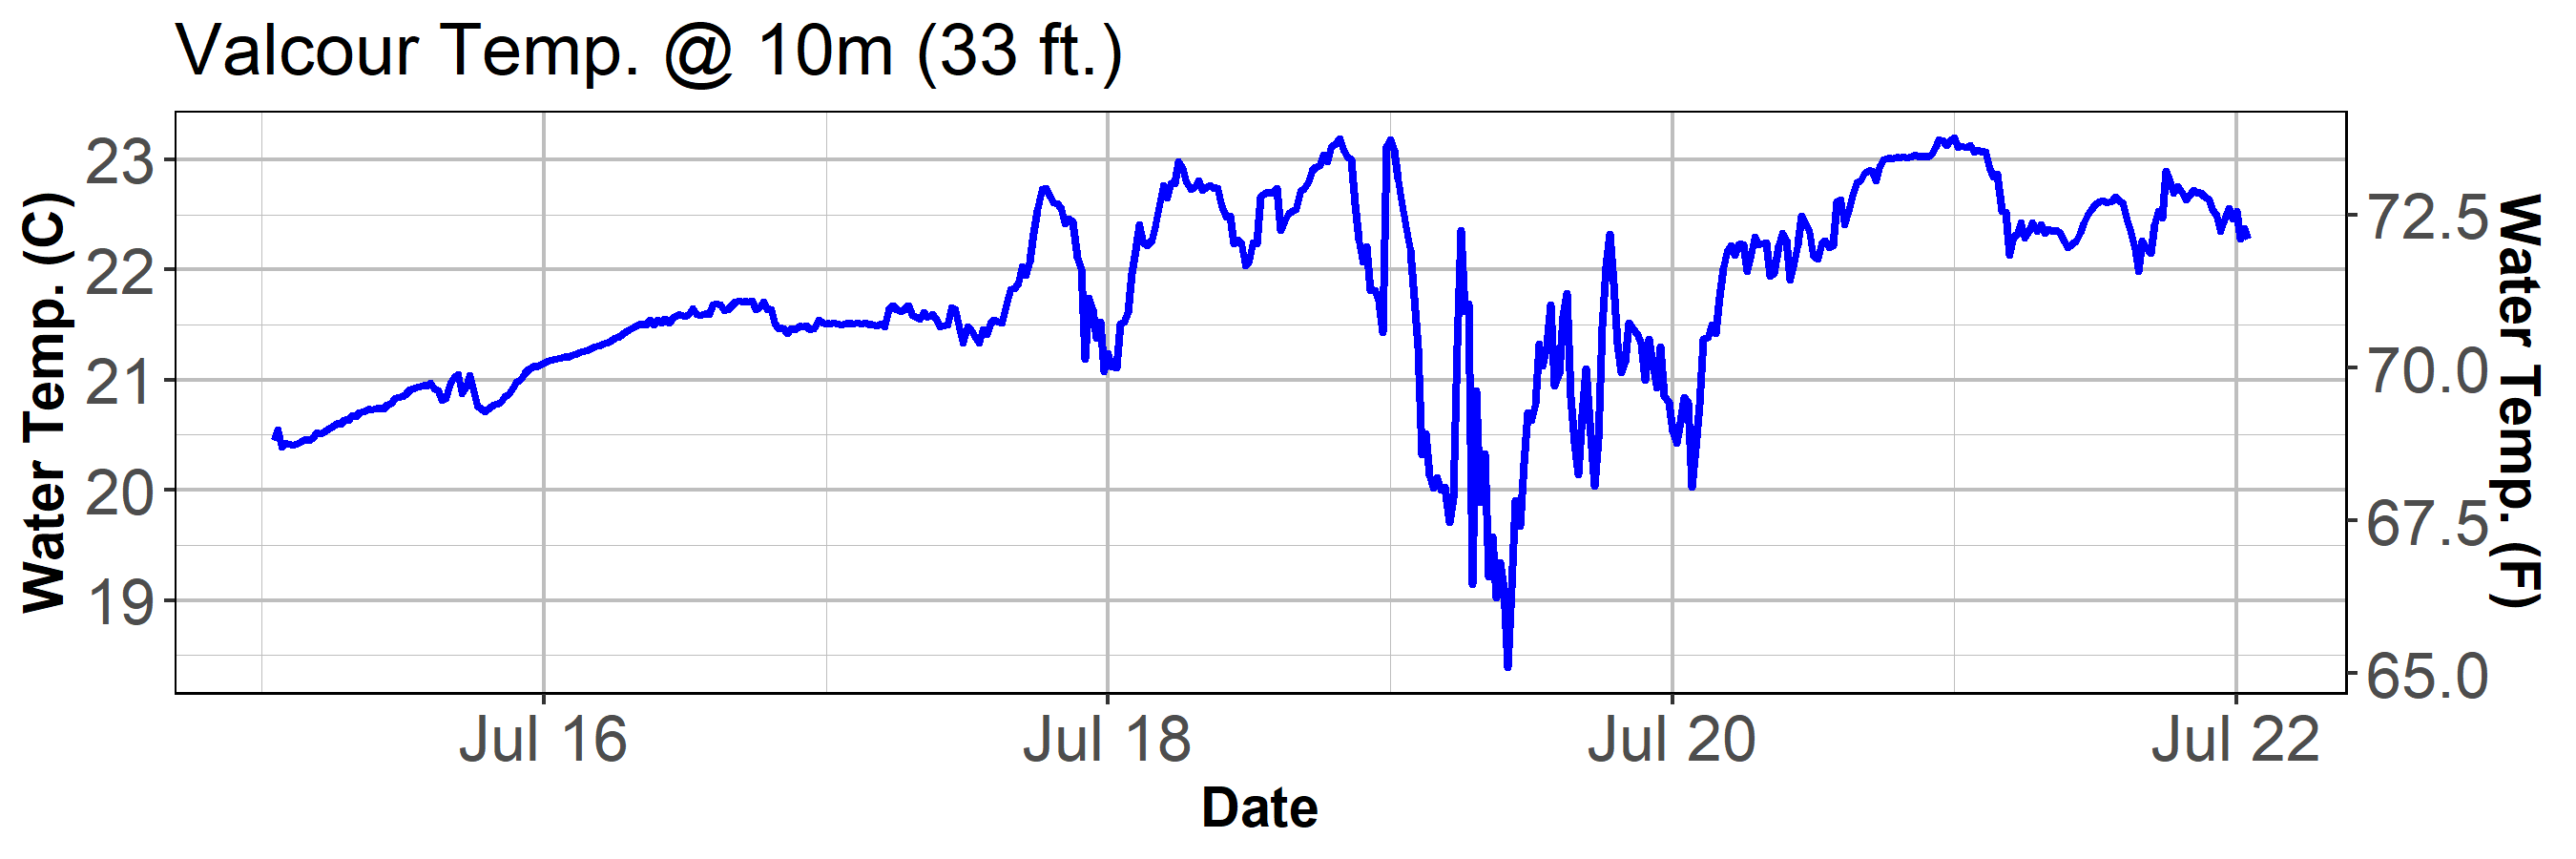 Valcour Temp. @ 10m (33 ft.)
Water Temp. (C)
23
22
21
20
19
72.5
70.0
67.5
65.0
Water Temp. (F)
Jul 16
Jul 18
Jul 20
Jul 22
Date